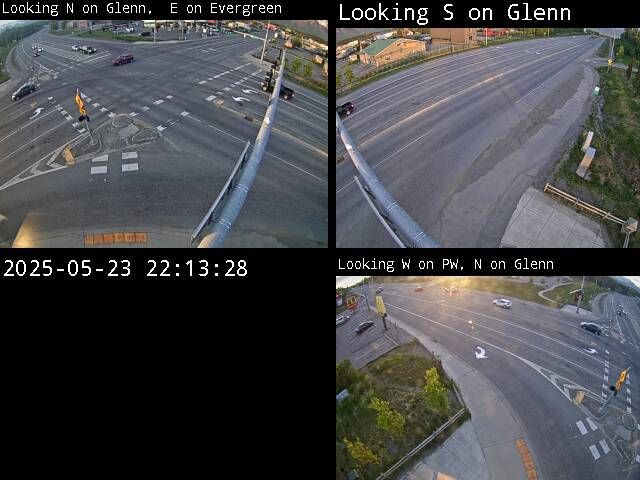 Looking N on Glenn,  E on Evergreen
Looking S on Glenn
2025-05-23 22:13:28
Looking W on PW, N on Glenn